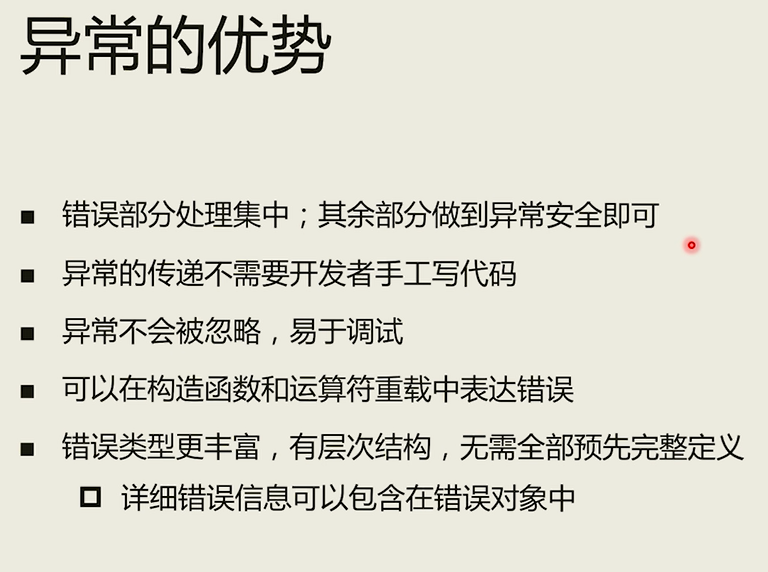 异常的优势
错误部分处理集中；其余部分做到异常安全即可
异常的传递不需要开发者手工写代码
异常不会被忽略，易于调试
可以在构造函数和运算符重载中表达错误
错误类型更丰富，有层次结构，无需全部预先完整定义
详细错误信息可以包含在错误对象中